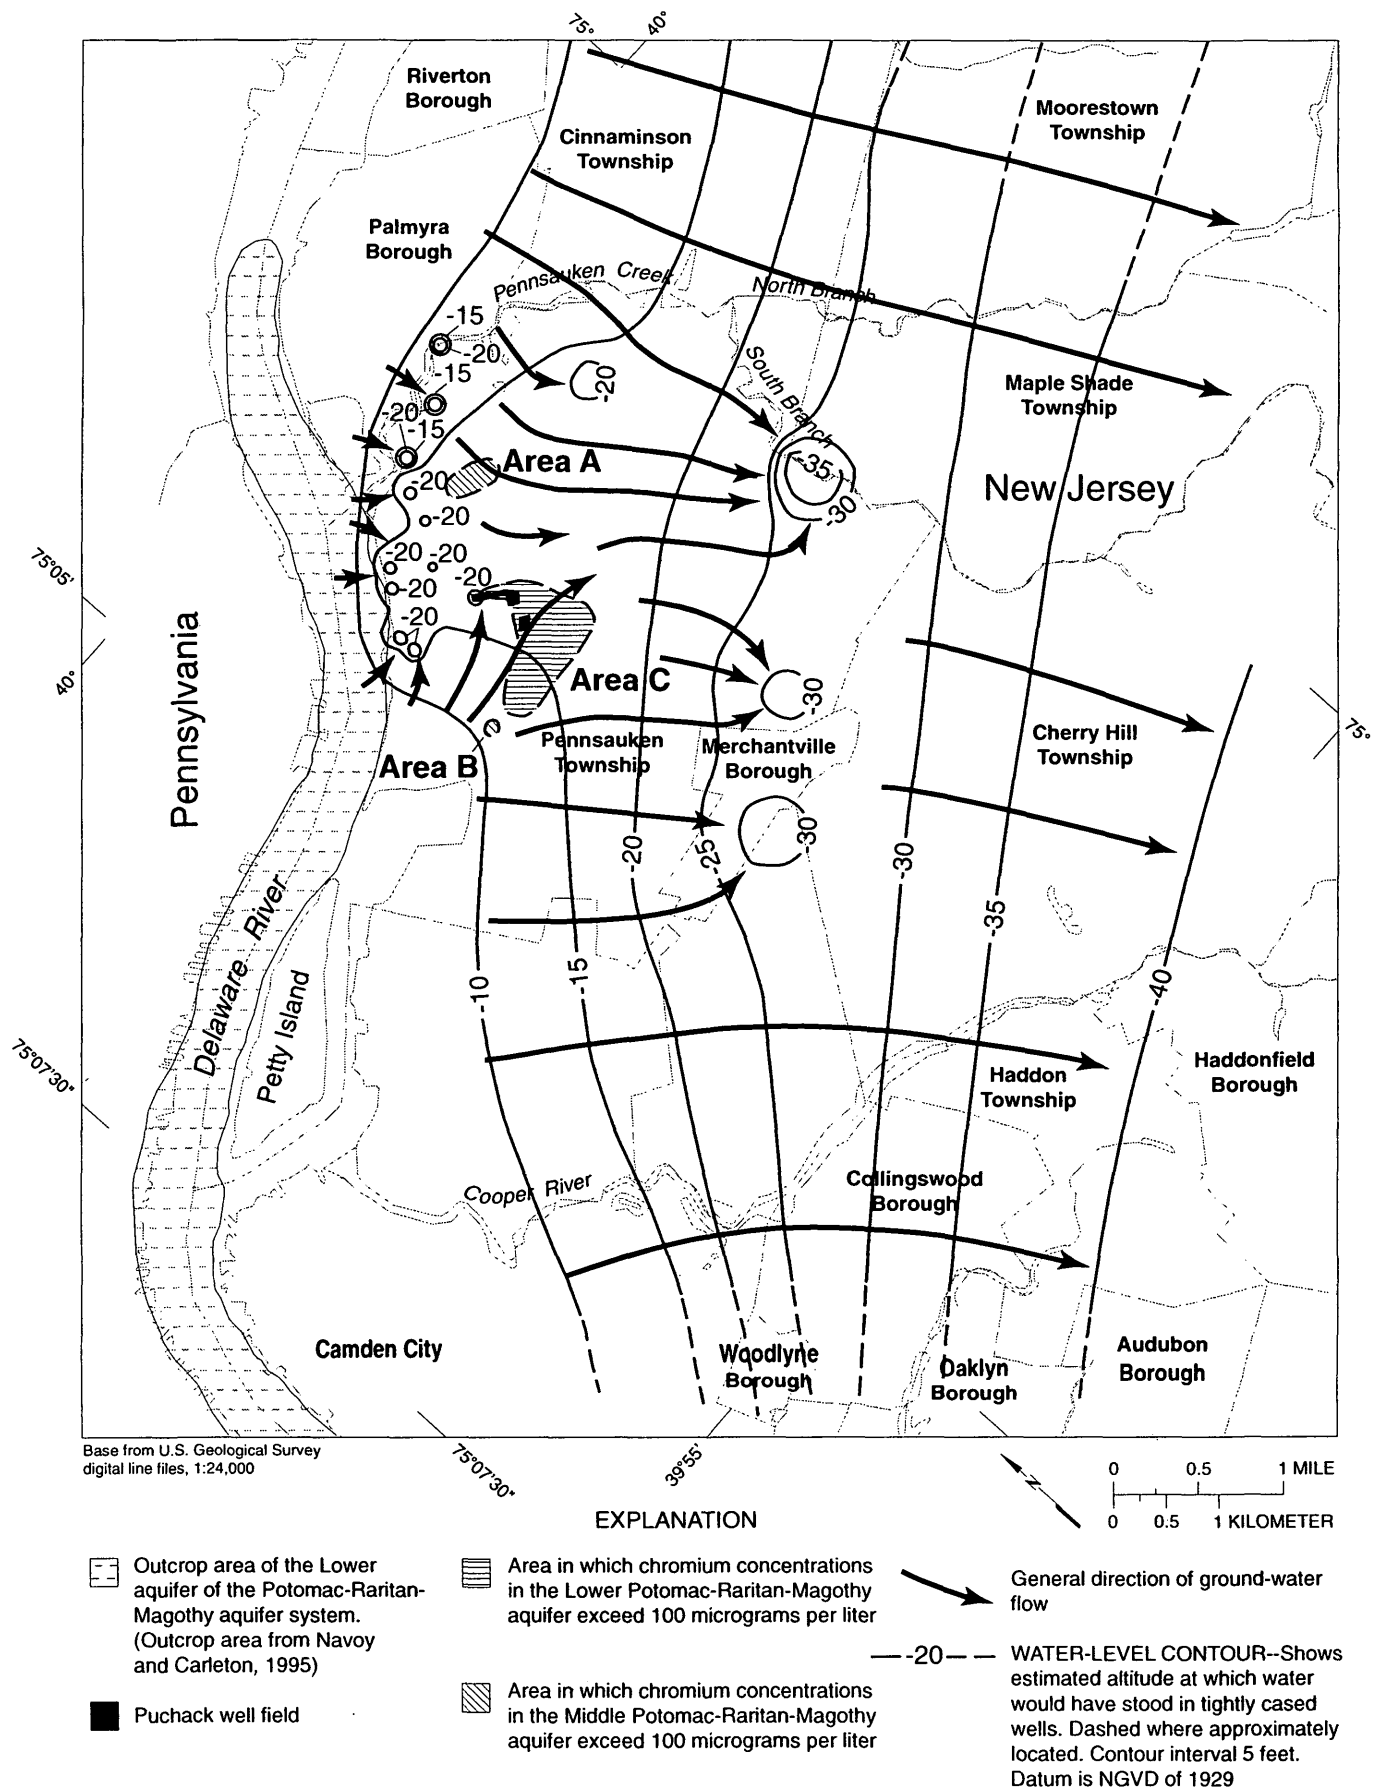 75°
40°
Riverton
Borough
Cinnaminson
Township
Moorestown
Township
Palmyra
Borough
Pennsauken Creek
North Branch
South Branch
-15
-20
-15
-20
-15
-20
Maple Shade
Township
Area A
-35
-30
New Jersey
-20
-20
-20
-20
-20
-20
-20
75°05'
40°
Pennsylvania
Area C
-30
75°
Pennsauken
Township
Merchantville
Borough
Cherry Hill
Township
Area B
-20
-25
-30
-30
-35
-10
-15
-40
Delaware River
Petty Island
75°07'30"
Haddon
Township
Haddonfield
Borough
Cooper River
Collingswood
Borough
Camden City
Woodlyne
Borough
Oaklyn
Borough
Audubon
Borough
Base from U.S. Geological Survey
digital line files, 1:24,000
75°07'30"
39°55
N
0 0.5 1 MILE
0 0.5 1 KILOMETER
EXPLANATION
Outcrop area of the Lower
aquifer of the Potomac-Raritan-
Magothy aquifer system.
(Outcrop area from Navoy
and Carleton, 1995)
Puchack well field
Area in which chromium concentrations
in the Lower Potomac-Raritan-Magothy
aquifer exceed 100 micrograms per liter
Area in which chromium concentrations
in the Middle Potomac-Raritan-Magothy
aquifer exceed 100 micrograms per liter
General direction of ground-water
flow
-20
WATER-LEVEL CONTOUR--Shows
estimated altitude at which water
would have stood in tightly cased
wells. Dashed where approximately
located. Contour interval 5 feet.
Datum is NGVD of 1929